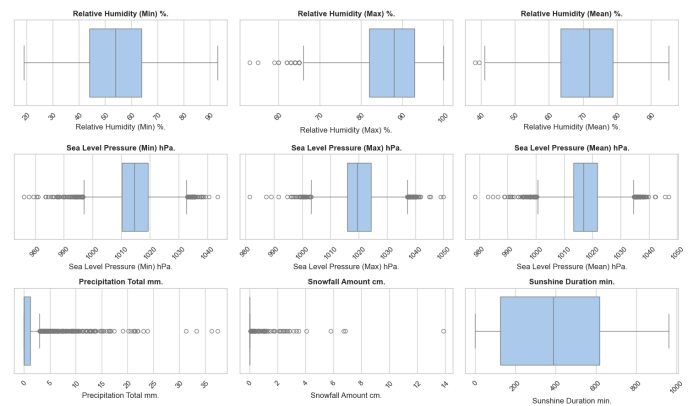 Relative Humidity (Min) %.
Relative Humidity (Max) %.
Relative Humidity (Mean) %.
20 30 40 50 60 70 80 90
60 70 80 90 100
40 50 60 70 80 90
Relative Humidity (Min) %.
Relative Humidity (Max) %.
Relative Humidity (Mean) %.
Sea Level Pressure (Min) hPa.
Sea Level Pressure (Max) hPa.
Sea Level Pressure (Mean) hPa.
980 990 1000 1010 1020 1030 1040
980 990 1000 1010 1020 1030 1040 1050
980 990 1000 1010 1020 1030 1040 1050
Sea Level Pressure (Min) hPa.
Sea Level Pressure (Max) hPa.
Sea Level Pressure (Mean) hPa.
Precipitation Total mm.
Snowfall Amount cm.
Sunshine Duration min.
0 5 10 15 20 25 30 35
0 2 4 6 8 10 12 14
0 200 400 600 800 1000
Precipitation Total mm.
Snowfall Amount cm.
Sunshine Duration min.